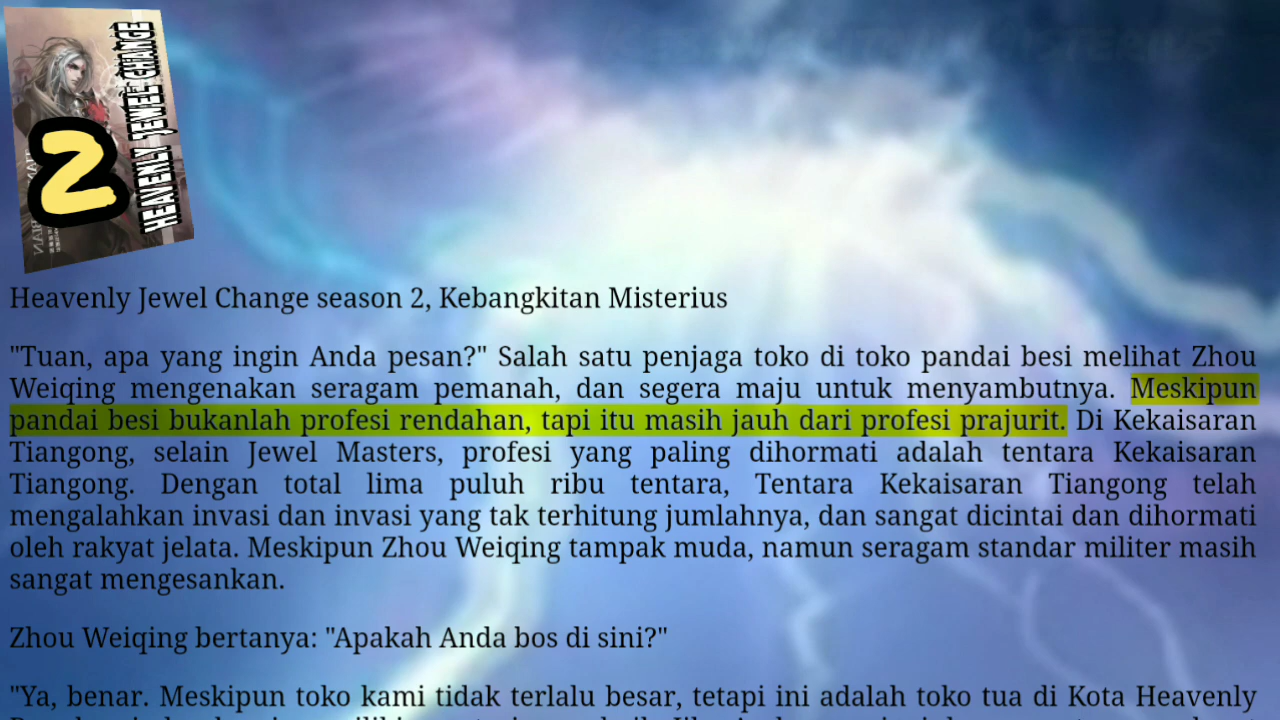 HEAVENLY JEWEL CHANGE
2
Heavenly Jewel Change season 2, Kebangkitan Misterius
"Tuan, apa yang ingin Anda pesan?" Salah satu penjaga toko di toko pandai besi melihat Zhou
Weiqing mengenakan seragam pemanah, dan segera maju untuk menyambutnya. Meskipun
pandai besi bukanlah profesi rendahan, tapi itu masih jauh dari profesi prajurit. Di Kekaisaran
Tiangong, selain Jewel Masters, profesi yang paling dihormati adalah tentara Kekaisaran
Tiangong. Dengan total lima puluh ribu tentara, Tentara Kekaisaran Tiangong telah
mengalahkan invasi dan invasi yang tak terhitung jumlahnya, dan sangat dicintai dan dihormati
oleh rakyat jelata. Meskipun Zhou Weiqing tampak muda, namun seragam standar militer masih
sangat mengesankan.
Zhou Weiqing bertanya: "Apakah Anda bos di sini?"
"Ya, benar. Meskipun toko kami tidak terlalu besar, tetapi ini adalah toko tua di Kota Heavenly